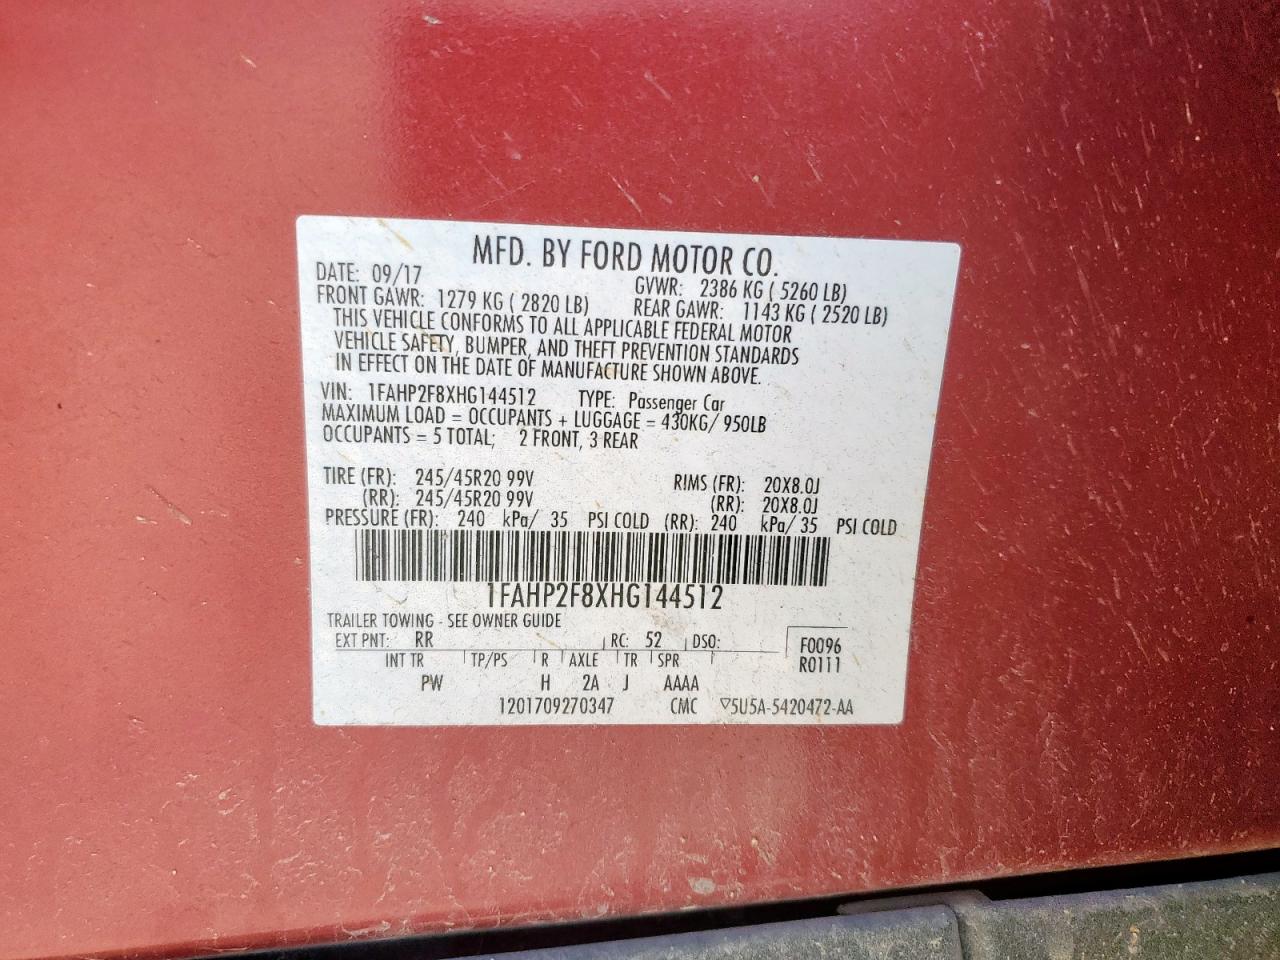 MFD. BY FORD MOTOR CO.
DATE: 09/17 GVWR: 2386 KG ( 5260 LB)
FRONT GAWR: 1279 KG ( 2820 LB) REAR GAWR: 1143 KG ( 2520 LB)
THIS VEHICLE CONFORMS TO ALL APPLICABLE FEDERAL MOTOR
VEHICLE SAFETY, BUMPER, AND THEFT PREVENTION STANDARDS
IN EFFECT ON THE DATE OF MANUFACTURE SHOWN ABOVE.
VIN: 1FAHP2F8XHG144512 TYPE: Passenger Car
MAXIMUM LOAD = OCCUPANTS + LUGGAGE = 430KG/ 950LB
OCCUPANTS = 5 TOTAL; 2 FRONT, 3 REAR
TIRE (FR): 245/45R20 99V RIMS (FR): 20X8.0J
(RR): 245/45R20 99V (RR): 20X8.0J
PRESSURE (FR): 240 kPa/ 35 PSI COLD (RR): 240 kPa/ 35 PSI COLD
1FAHP2F8XHG144512
TRAILER TOWING - SEE OWNER GUIDE
EXT PNT: RR RC: 52 DSO: F0096
INT TR TP/PS R AXLE TR SPR R0111
PW H 2A J AAAA
1201709270347 CMC ▽5U5A-5420472-AA